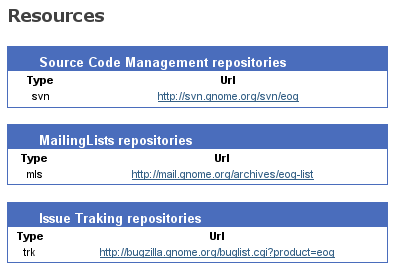 Resources
Source Code Management repositories
Type Url
svn http://svn.gnome.org/svn/eog
MailingLists repositories
Type Url
mls http://mail.gnome.org/archives/eog-list
Issue Traking repositories
Type Url
trk http://bugzilla.gnome.org/buglist.cgi?product=eog